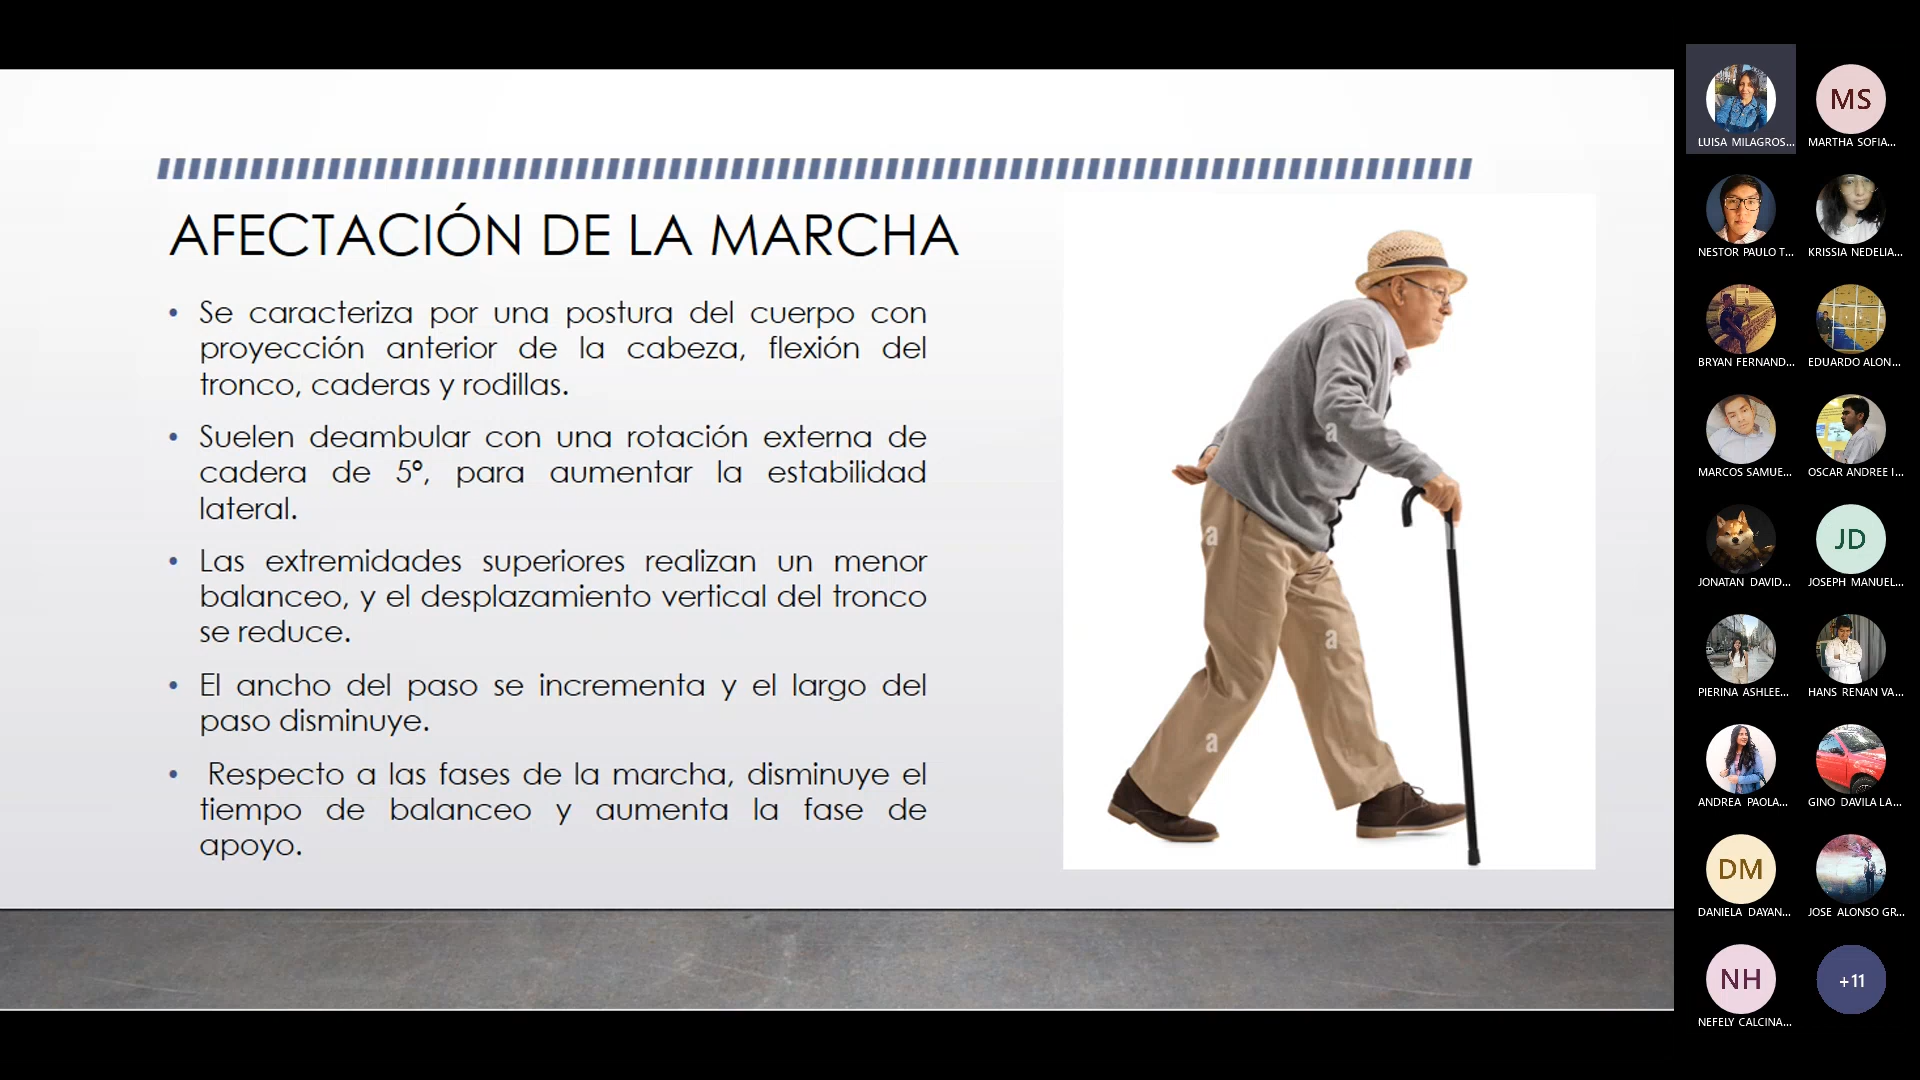 AFECTACIÓN DE LA MARCHA
• Se caracteriza por una postura del cuerpo con
proyección anterior de la cabeza, flexión del
tronco, caderas y rodillas.
• Suelen deambular con una rotación externa de
cadera de 5º, para aumentar la estabilidad
lateral.
• Las extremidades superiores realizan un menor
balanceo, y el desplazamiento vertical del tronco
se reduce.
• El ancho del paso se incrementa y el largo del
paso disminuye.
• Respecto a las fases de la marcha, disminuye el
tiempo de balanceo y aumenta la fase de
apoyo.
a
a
a
a
LUISA MILAGROS...
MS
MARTHA SOFIA...
NESTOR PAULO T...
KRISSIA NEDELIA...
BRYAN FERNAND...
EDUARDO ALON...
MARCOS SAMUE...
OSCAR ANDREE I...
JONATAN DAVID...
JD
JOSEPH MANUEL...
PIERINA ASHLEE...
HANS RENAN VA...
ANDREA PAOLA...
GINO DAVILA LA...
DM
DANIELA DAYAN...
JOSE ALONSO GR...
NH
NEFELY CALCINA...
+11